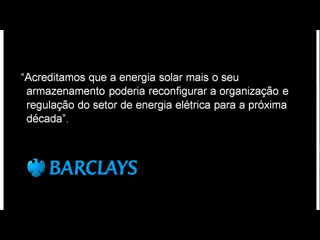 “Acreditamos que a energia solar mais o seu
armazenamento poderia reconfigurar a organização e
regulação do setor de energia elétrica para a próxima
década”.
BARCLAYS